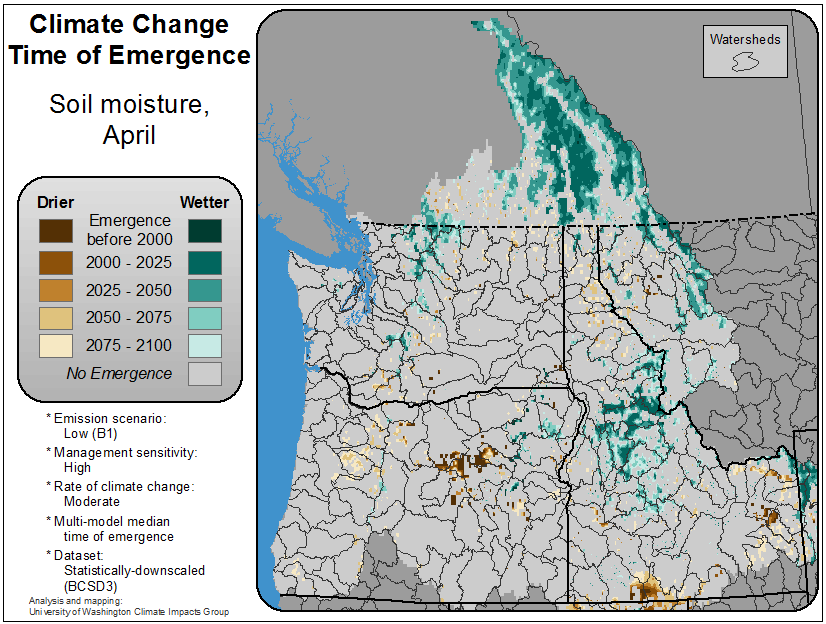 Climate Change
Time of Emergence
Soil moisture,
April
Drier
Wetter
Emergence
before 2000
2000 - 2025
2025 - 2050
2050 - 2075
2075 - 2100
No Emergence
* Emission scenario:
Low (B1)
* Management sensitivity:
High
* Rate of climate change:
Moderate
* Multi-model median
time of emergence
* Dataset:
Statistically-downscaled
(BCSD3)
Analysis and mapping:
University of Washington Climate Impacts Group
Watersheds